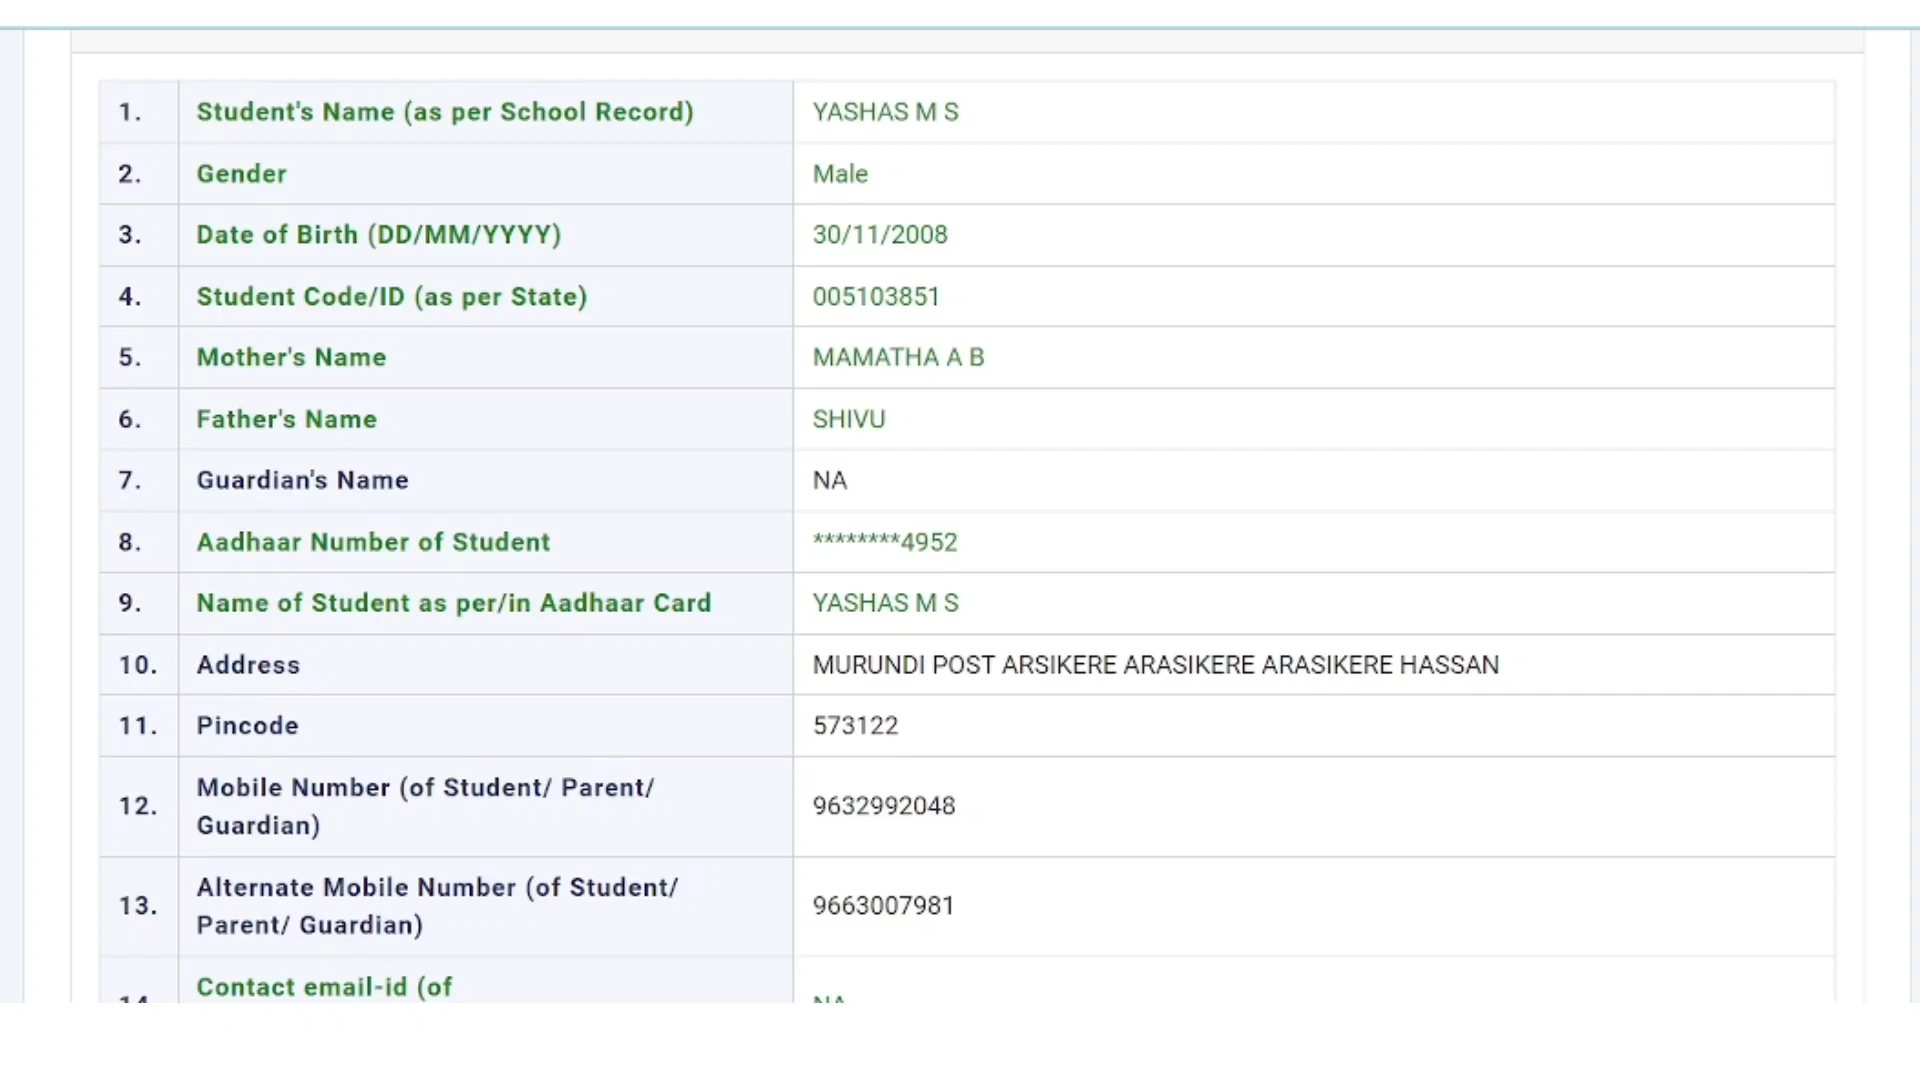 1. Student's Name (as per School Record) YASHAS M S
2. Gender Male
3. Date of Birth (DD/MM/YYYY) 30/11/2008
4. Student Code/ID (as per State) 005103851
5. Mother's Name MAMATHA A B
6. Father's Name SHIVU
7. Guardian's Name NA
8. Aadhaar Number of Student ********4952
9. Name of Student as per/in Aadhaar Card YASHAS M S
10. Address MURUNDI POST ARSIKERE ARASIKERE ARASIKERE HASSAN
11. Pincode 573122
12. Mobile Number (of Student/ Parent/
Guardian) 9632992048
13. Alternate Mobile Number (of Student/
Parent/ Guardian) 9663007981
14. Contact email-id (of NA